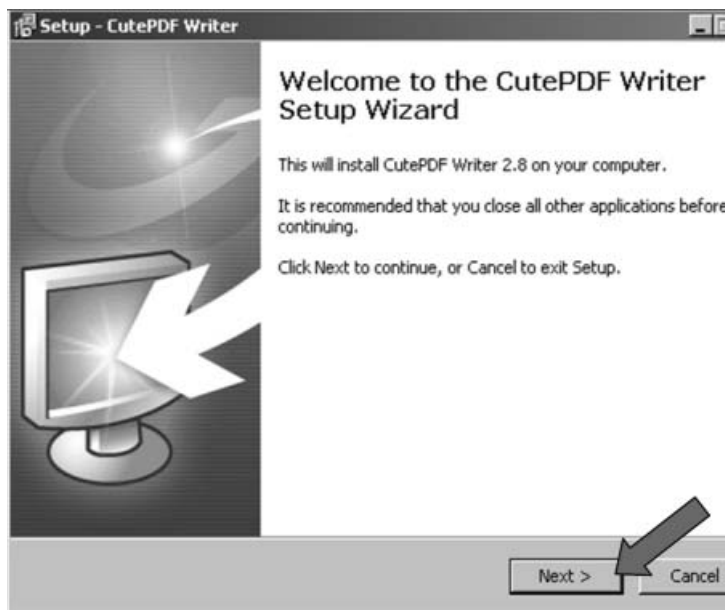 Setup - CutePDF Writer
Welcome to the CutePDF Writer
Setup Wizard
This will install CutePDF Writer 2.8 on your computer.
It is recommended that you close all other applications before
continuing.
Click Next to continue, or Cancel to exit Setup.
Next >
Cancel